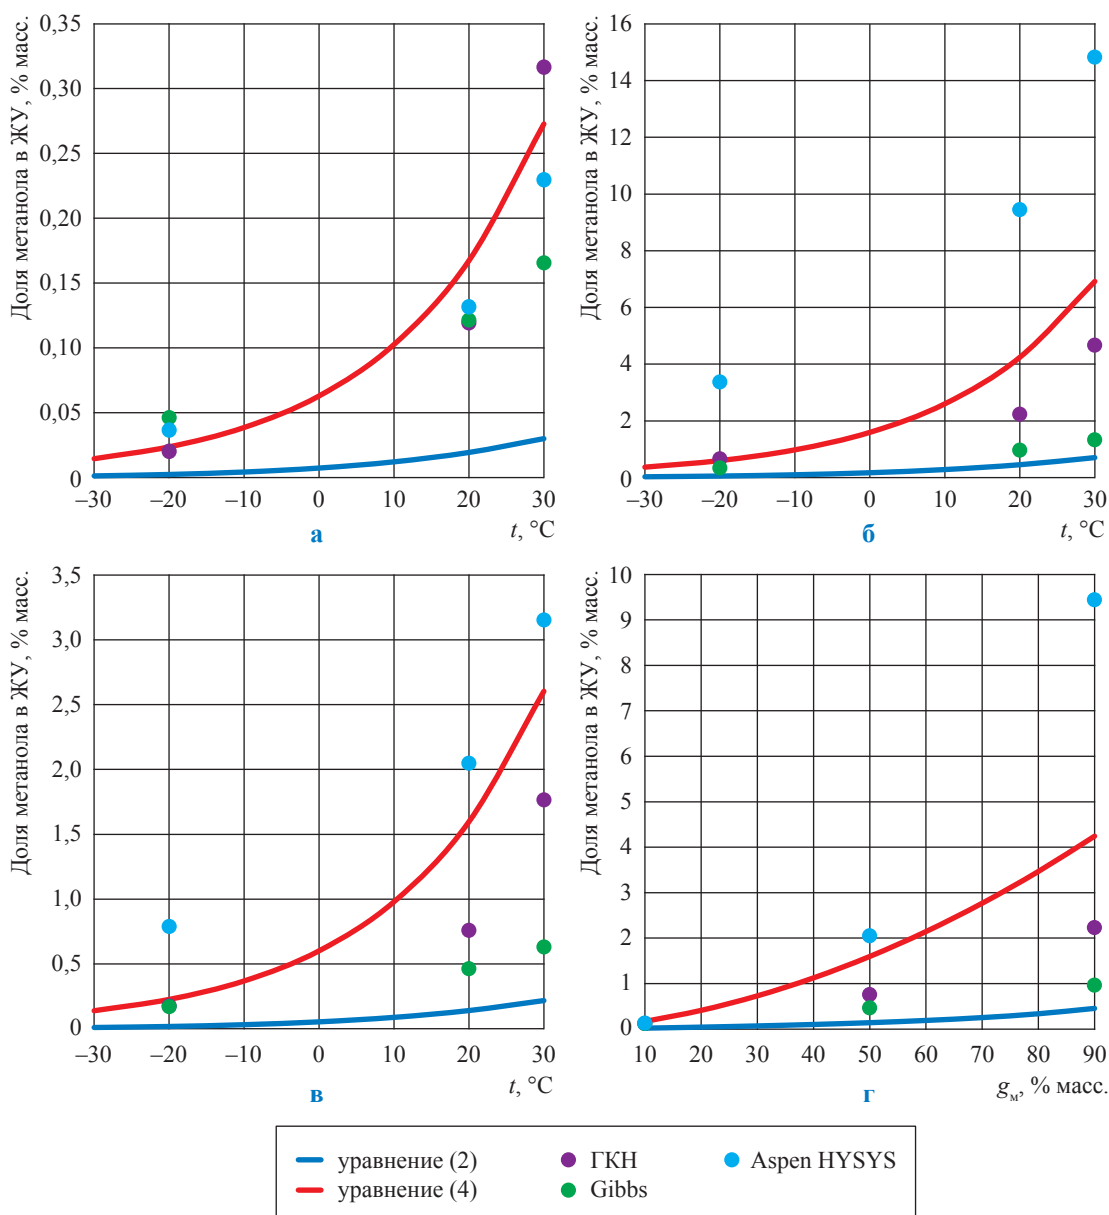 Доля метанола в ЖУ, % масс.
0,35
0,30
0,25
0,20
0,15
0,10
0,05
0
–30 –20 –10 0 10 20 30
а t, °C
Доля метанола в ЖУ, % масс.
16
14
12
10
8
6
4
2
0
–30 –20 –10 0 10 20 30
б t, °C
Доля метанола в ЖУ, % масс.
3,5
3,0
2,5
2,0
1,5
1,0
0,5
0
–30 –20 –10 0 10 20 30
в t, °C
Доля метанола в ЖУ, % масс.
10
9
8
7
6
5
4
3
2
1
0
10 20 30 40 50 60 70 80 90
г gм, % масс.
уравнение (2) ГКН Aspen HYSYS
уравнение (4) Gibbs